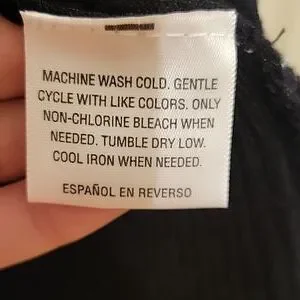 MACHINE WASH COLD. GENTLE
CYCLE WITH LIKE COLORS. ONLY
NON-CHLORINE BLEACH WHEN
NEEDED. TUMBLE DRY LOW.
COOL IRON WHEN NEEDED.
ESPAÑOL EN REVERSO